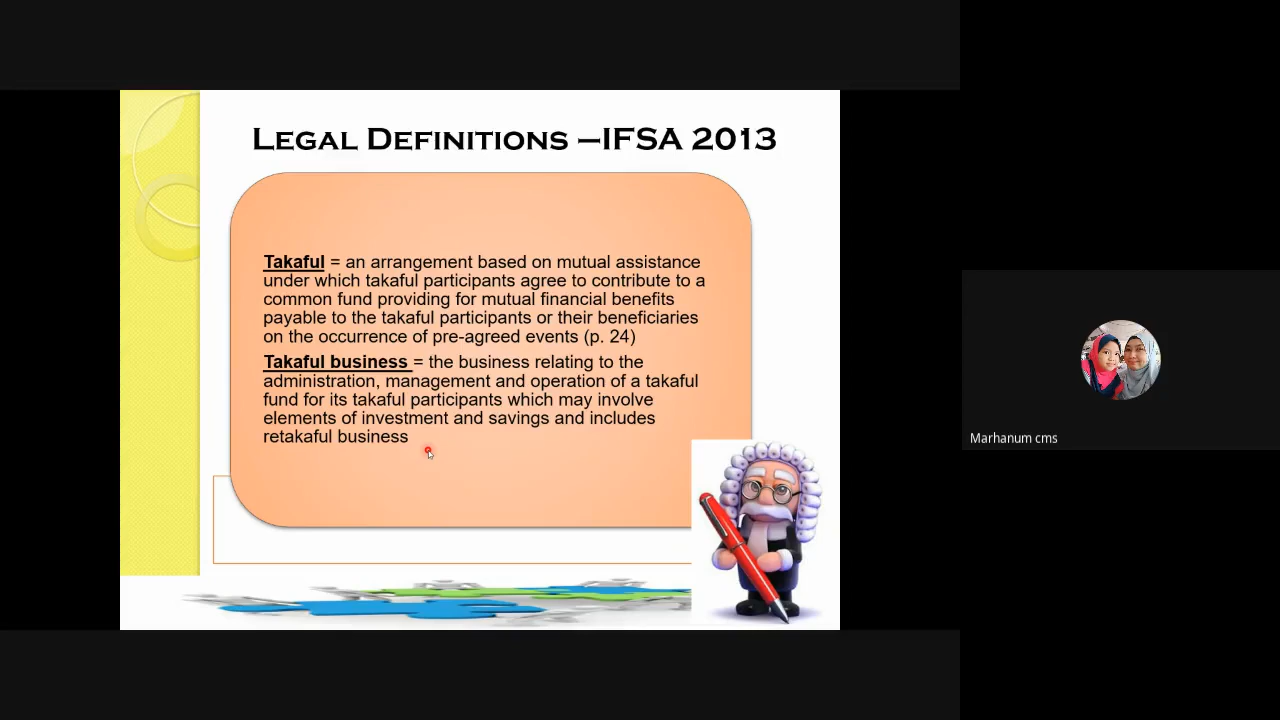 Legal Definitions –IFSA 2013
Takaful = an arrangement based on mutual assistance
under which takaful participants agree to contribute to a
common fund providing for mutual financial benefits
payable to the takaful participants or their beneficiaries
on the occurrence of pre-agreed events (p. 24)
Takaful business = the business relating to the
administration, management and operation of a takaful
fund for its takaful participants which may involve
elements of investment and savings and includes
retakaful business
Marhanum cms